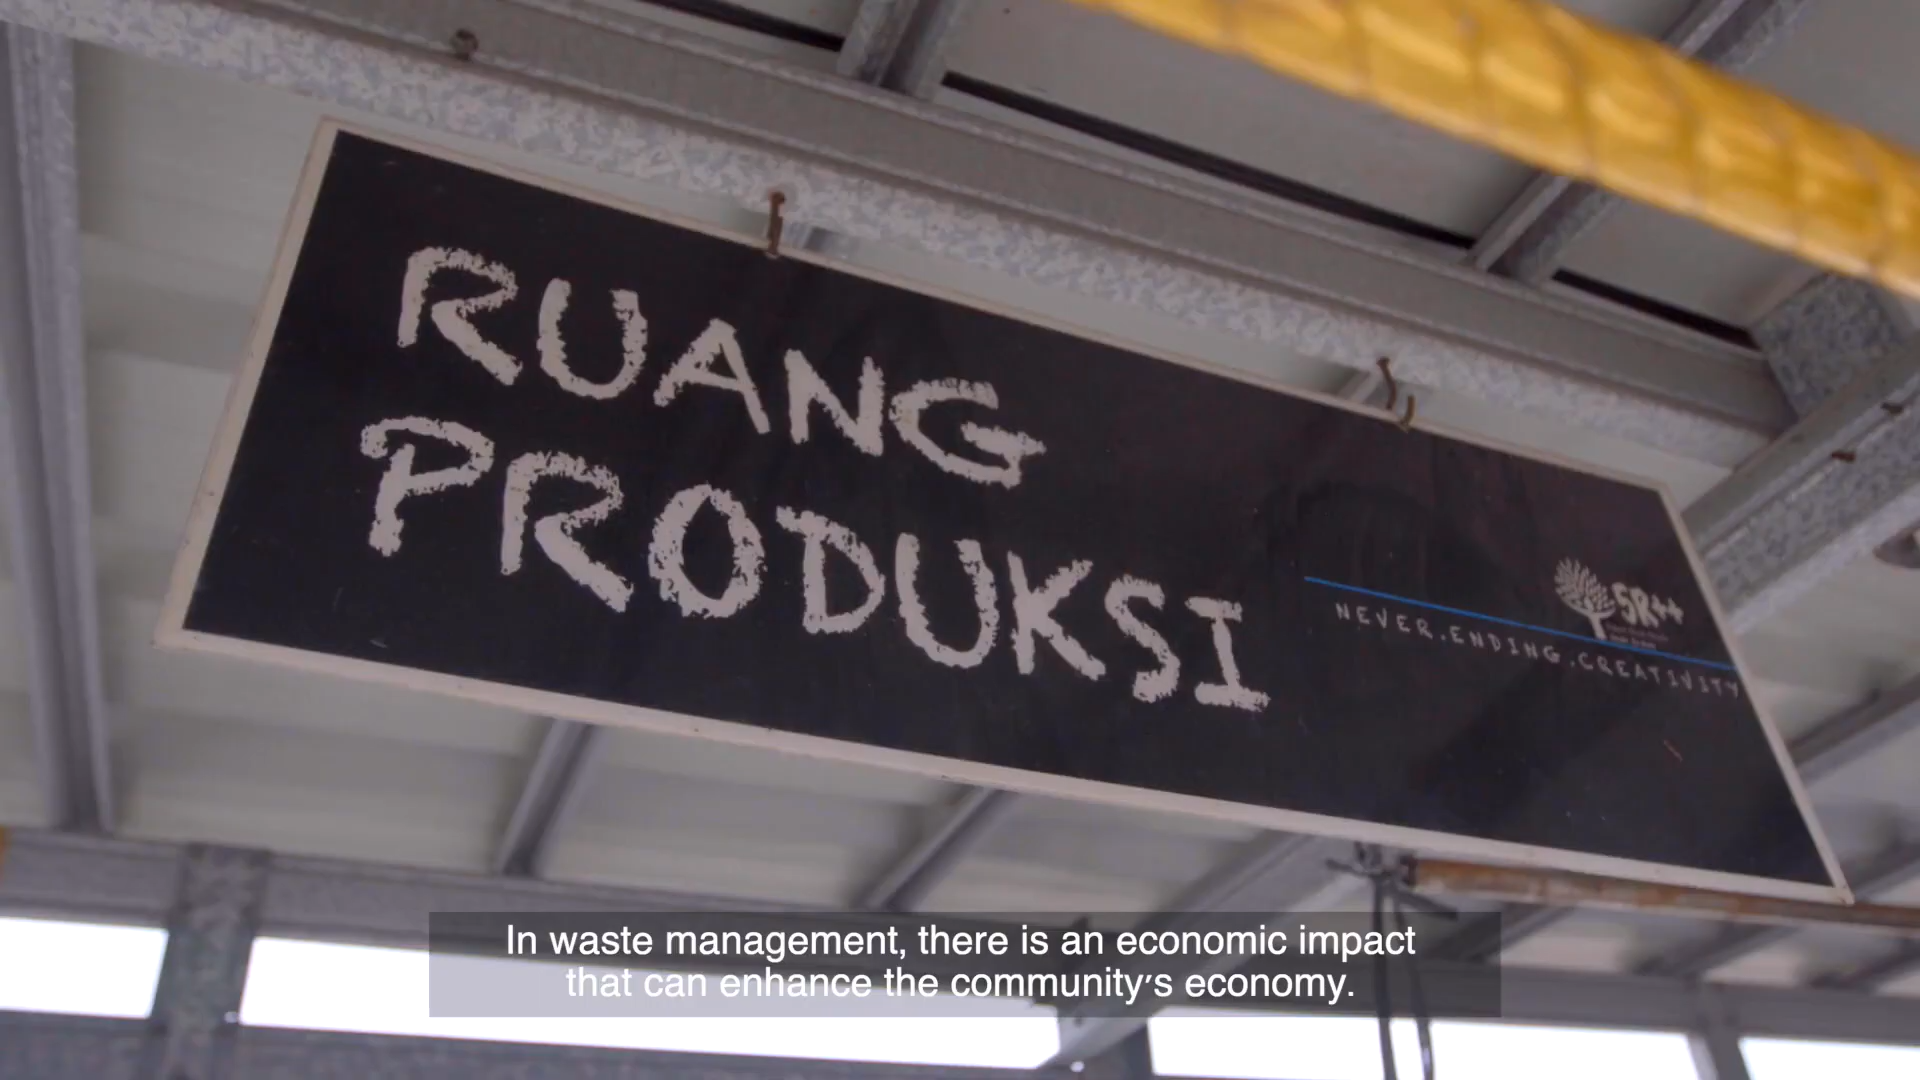 RUANG
PRODUKSI
SR++
NEVER.ENDING.CREATIVITY
In waste management, there is an economic impact
that can enhance the community's economy.